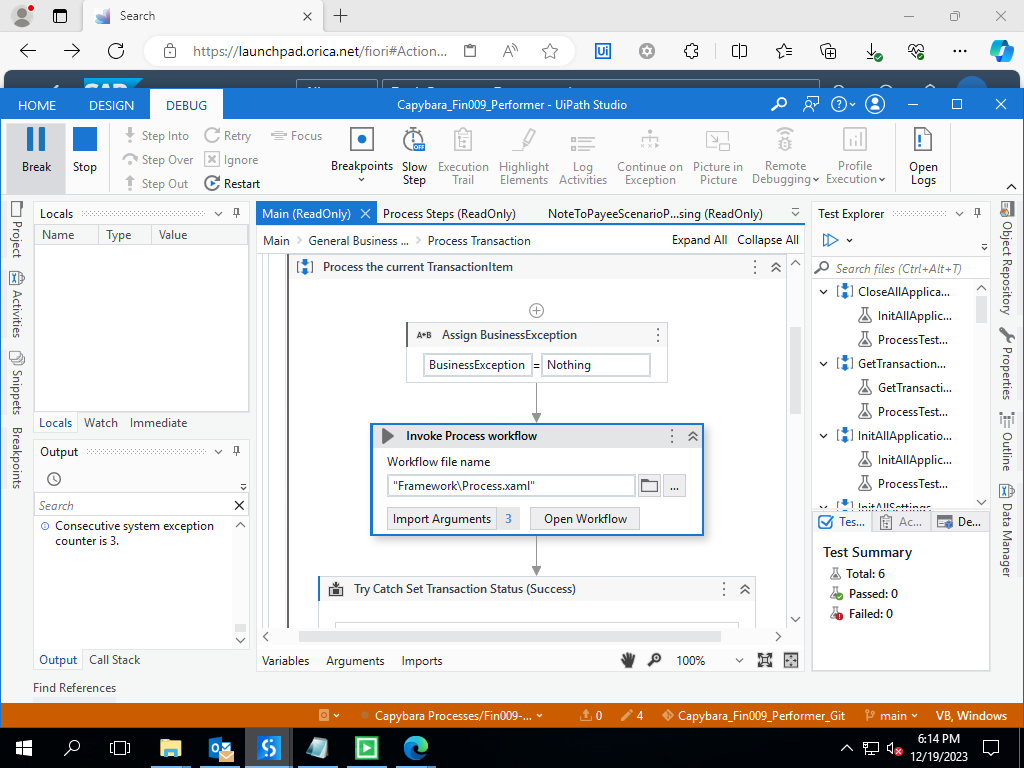 Search
https://launchpad.orica.net/fiori#Action...
HOME DESIGN DEBUG Capybara_Fin009_Performer - UiPath Studio
Break
Stop
Step Into
Step Over
Step Out
Retry
Ignore
Restart
Focus
Breakpoints
Slow Step
Execution Trail
Highlight Elements
Log Activities
Continue on Exception
Picture in Picture
Remote Debugging
Profile Execution
Open Logs
Project
Activities
Snippets
Breakpoints
Locals
Name Type Value
Locals Watch Immediate
Output
Search
Consecutive system exception
counter is 3.
Output Call Stack
Find References
Main (ReadOnly) Process Steps (ReadOnly) NoteToPayeeScenarioP...sing (ReadOnly)
Main General Business ... Process Transaction Expand All Collapse All
Process the current TransactionItem
A+B Assign BusinessException
BusinessException = Nothing
Invoke Process workflow
Workflow file name
"Framework\Process.xaml" ...
Import Arguments 3 Open Workflow
Try Catch Set Transaction Status (Success)
Variables Arguments Imports 100%
Test Explorer
Search files (Ctrl+Alt+T)
CloseAllApplica...
InitAllApplic...
ProcessTest...
GetTransaction...
GetTransacti...
ProcessTest...
InitAllApplicatio...
InitAllApplic...
ProcessTest...
InitAllSettings
Tes... Ac... De...
Test Summary
Total: 6
Passed: 0
Failed: 0
Object Repository
Properties
Outline
Data Manager
Capybara Processes/Fin009-... 0 4 Capybara_Fin009_Performer_Git main VB, Windows
6:14 PM
12/19/2023